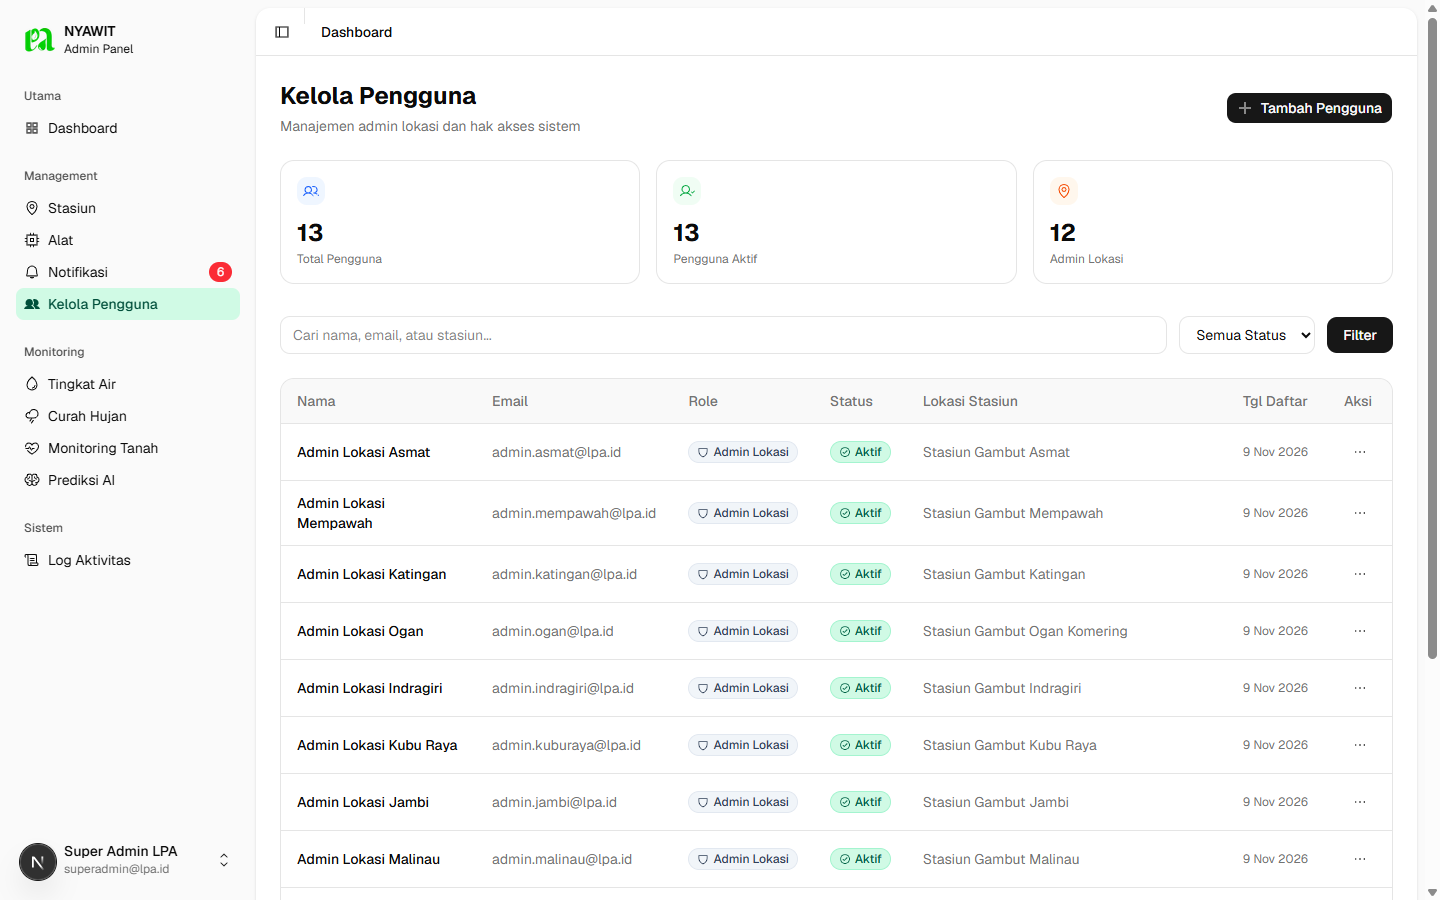 NYAWIT
Admin Panel
Utama
Dashboard
Management
Stasiun
Alat
Notifikasi 6
Kelola Pengguna
Monitoring
Tingkat Air
Curah Hujan
Monitoring Tanah
Prediksi AI
Sistem
Log Aktivitas
N
Super Admin LPA
superadmin@lpa.id
Dashboard
Kelola Pengguna
Manajemen admin lokasi dan hak akses sistem
Tambah Pengguna
13
Total Pengguna
13
Pengguna Aktif
12
Admin Lokasi
Cari nama, email, atau stasiun...
Semua Status
Filter
Nama Email Role Status Lokasi Stasiun Tgl Daftar Aksi
Admin Lokasi Asmat admin.asmat@lpa.id Admin Lokasi Aktif Stasiun Gambut Asmat 9 Nov 2026 ...
Admin Lokasi
Mempawah admin.mempawah@lpa.id Admin Lokasi Aktif Stasiun Gambut Mempawah 9 Nov 2026 ...
Admin Lokasi Katingan admin.katingan@lpa.id Admin Lokasi Aktif Stasiun Gambut Katingan 9 Nov 2026 ...
Admin Lokasi Ogan admin.ogan@lpa.id Admin Lokasi Aktif Stasiun Gambut Ogan Komering 9 Nov 2026 ...
Admin Lokasi Indragiri admin.indragiri@lpa.id Admin Lokasi Aktif Stasiun Gambut Indragiri 9 Nov 2026 ...
Admin Lokasi Kubu Raya admin.kuburaya@lpa.id Admin Lokasi Aktif Stasiun Gambut Kubu Raya 9 Nov 2026 ...
Admin Lokasi Jambi admin.jambi@lpa.id Admin Lokasi Aktif Stasiun Gambut Jambi 9 Nov 2026 ...
Admin Lokasi Malinau admin.malinau@lpa.id Admin Lokasi Aktif Stasiun Gambut Malinau 9 Nov 2026 ...